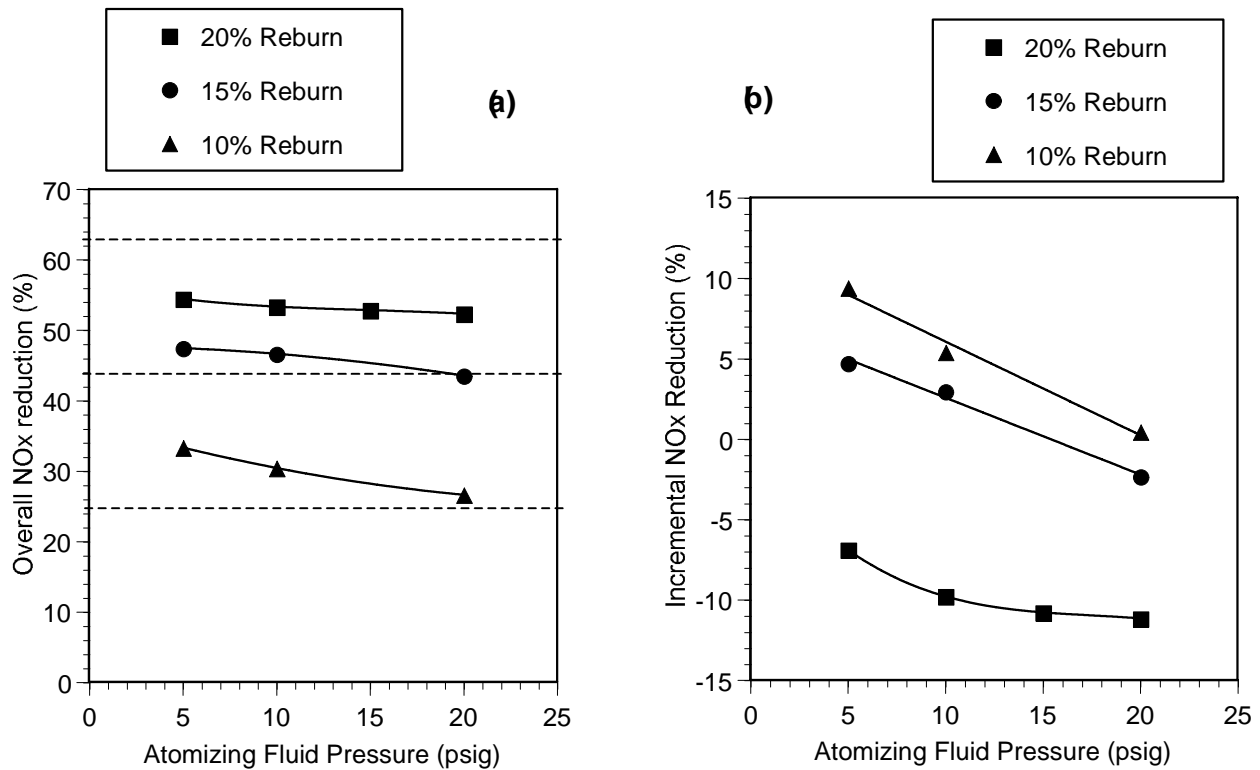 20% Reburn
15% Reburn
10% Reburn
(a)
70
60
50
40
30
20
10
0
0 5 10 15 20 25
Overall NOx reduction (%)
Atomizing Fluid Pressure (psig)
(b)
20% Reburn
15% Reburn
10% Reburn
15
10
5
0
-5
-10
-15
0 5 10 15 20 25
Incremental NOx Reduction (%)
Atomizing Fluid Pressure (psig)